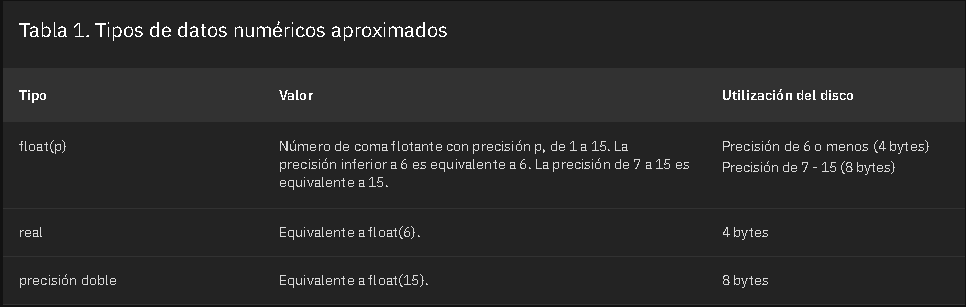 Tabla 1. Tipos de datos numéricos aproximados
Tipo Valor Utilización del disco
float(p) Número de coma flotante con precisión p, de 1 a 15. La Precisión de 6 o menos (4 bytes)
precisión inferior a 6 es equivalente a 6. La precisión de 7 a 15 es Precisión de 7 - 15 (8 bytes)
equivalente a 15.
real Equivalente a float(6). 4 bytes
precisión doble Equivalente a float(15). 8 bytes